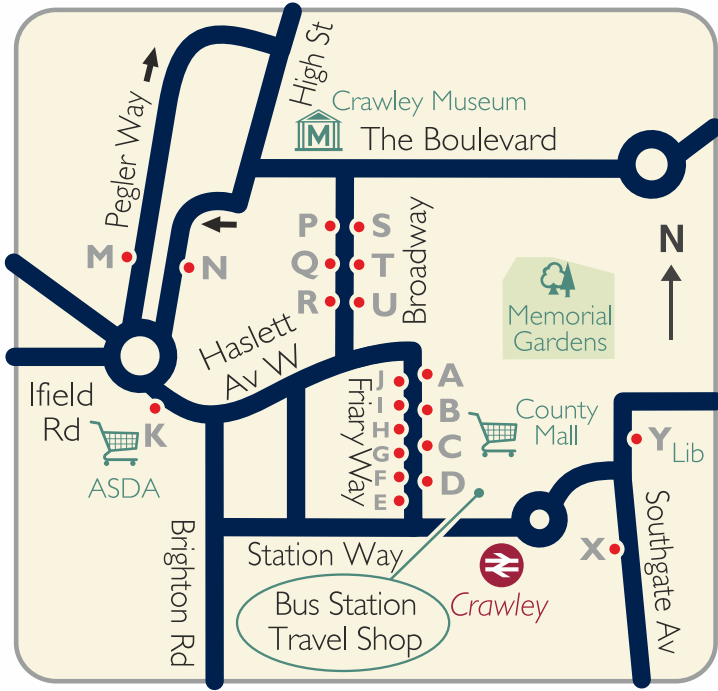 High St
Crawley Museum
M
The Boulevard
Pegler Way
P
S
Broadway
N
M
N
Q
T
R
U
Haslett
Av W
Memorial
Gardens
Ifield
Rd
K
ASDA
Friary Way
J
I
H
G
F
E
A
B
C
D
County
Mall
Y
Lib
X
Southgate Av
Brighton Rd
Station Way
Bus Station
Travel Shop
Crawley